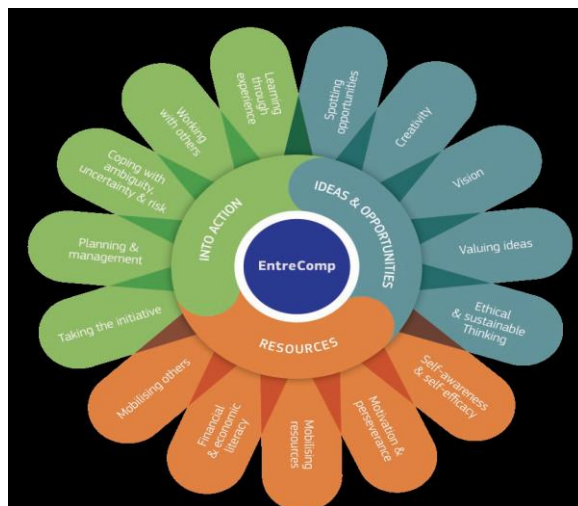 EntreComp
IDEAS & OPPORTUNITIES
Spotting
opportunities
Creativity
Vision
Valuing ideas
Ethical
& sustainable
Thinking
RESOURCES
Self-awareness
& self-efficacy
Motivation &
perseverance
Mobilising
resources
Financial
& economic
literacy
Mobilising others
INTO ACTION
Taking the initiative
Planning &
management
Coping with
ambiguity,
uncertainty & risk
Working
with others
Learning
through
experience